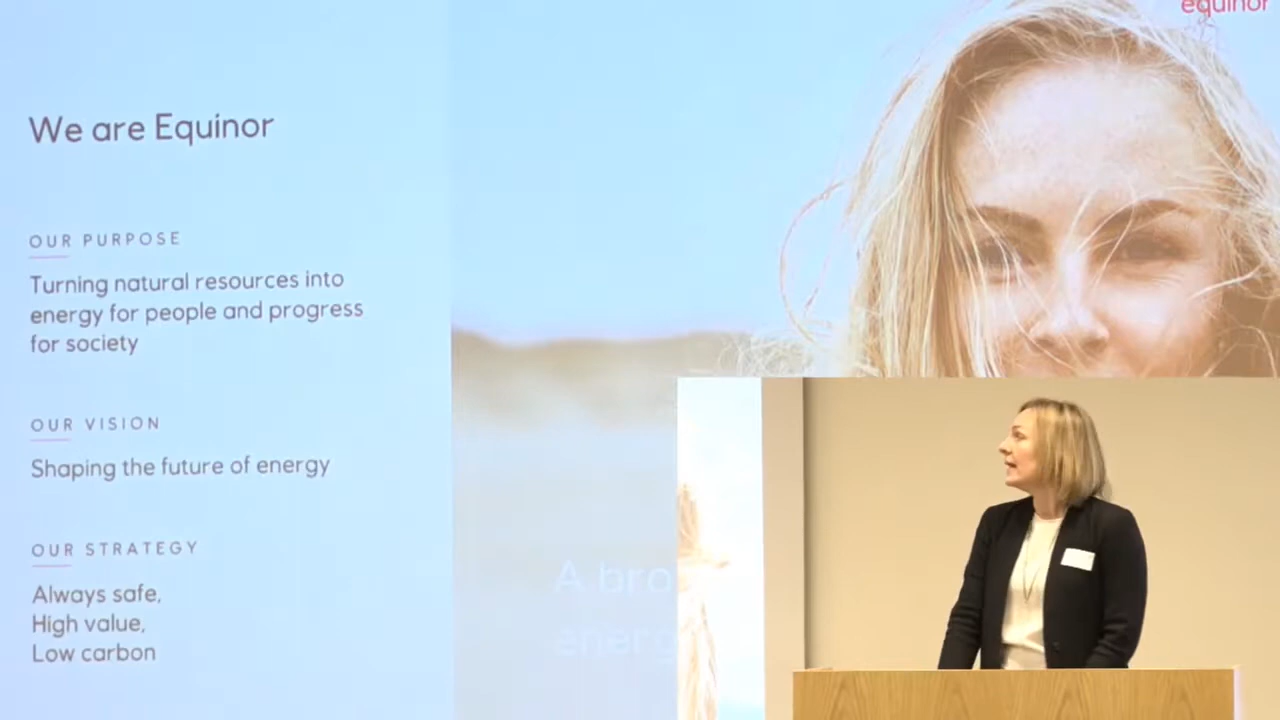 equinor
We are Equinor
OUR PURPOSE
Turning natural resources into
energy for people and progress
for society
OUR VISION
Shaping the future of energy
OUR STRATEGY
Always safe,
High value,
Low carbon
A